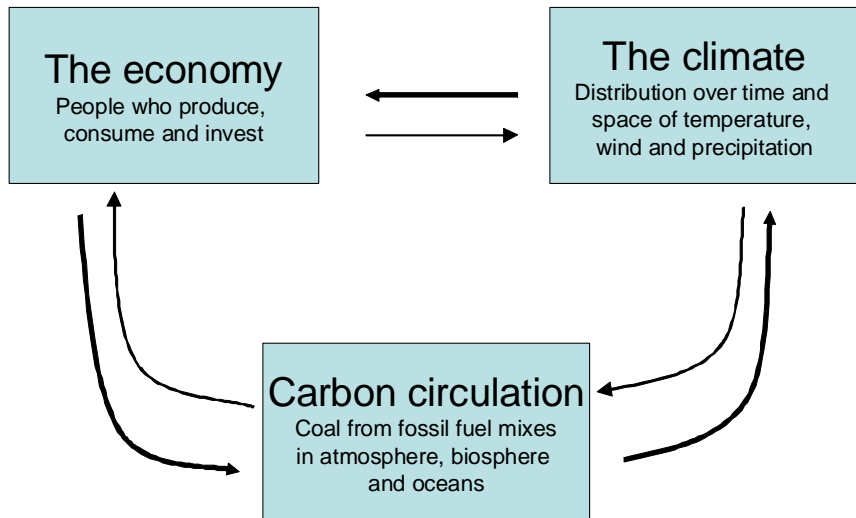 The economy
People who produce,
consume and invest
The climate
Distribution over time and
space of temperature,
wind and precipitation
Carbon circulation
Coal from fossil fuel mixes
in atmosphere, biosphere
and oceans